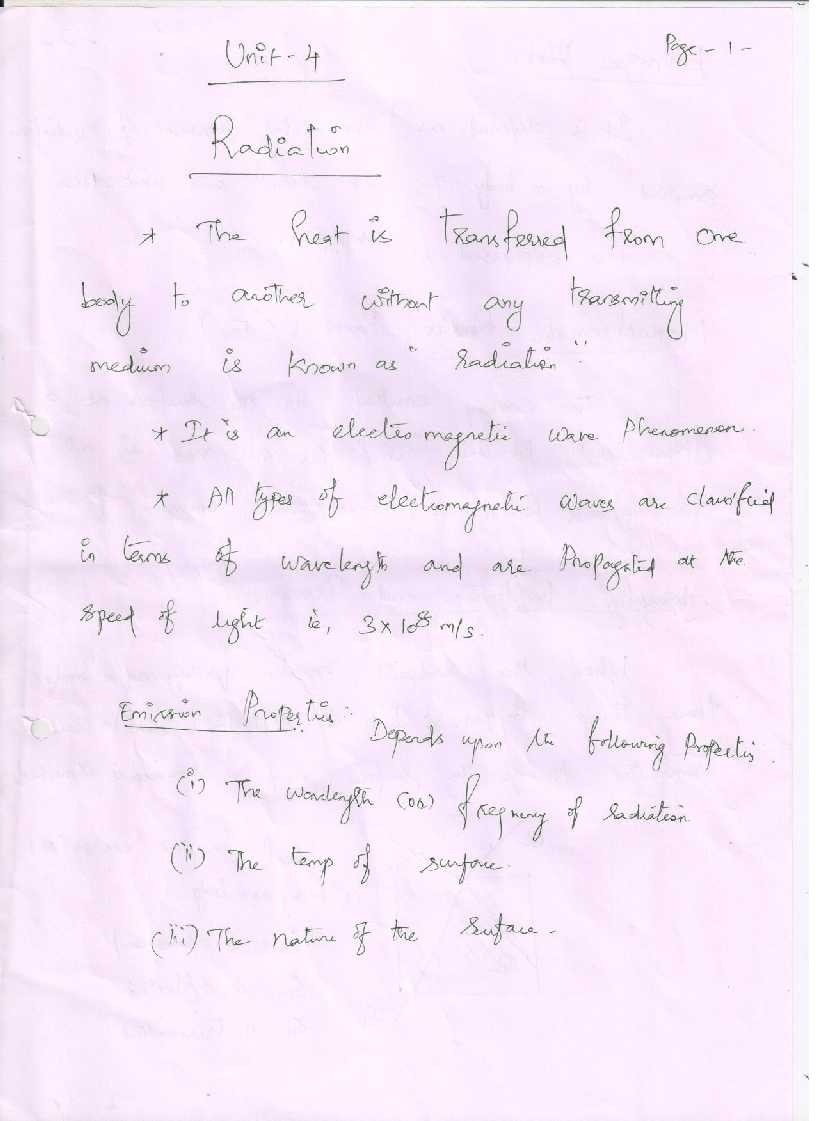 Page - 1 -
Unit - 4
Radiation
* The heat is transferred from one
body to another without any transmitting
medium is known as "radiation".
* It is an electro magnetic wave Phenomenon.
* All types of electromagnetic waves are classified
in terms of wavelength and are Propagated at the
speed of light ie, 3 x 10^8 m/s.
Emission Properties:
Depends upon the following Properties.
(i) The wavelength (or) frequency of radiation
(ii) The temp of surface.
(iii) The nature of the surface.